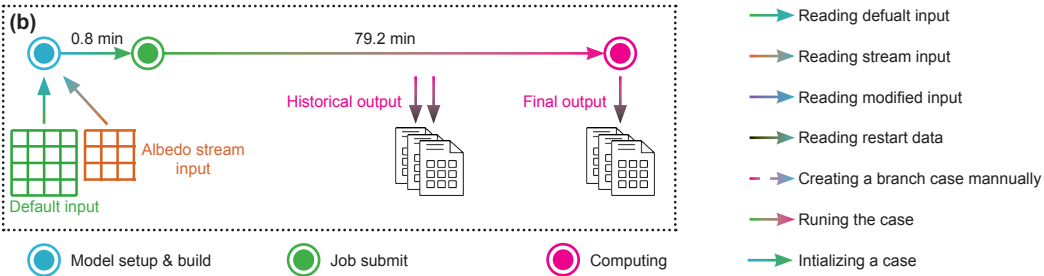 (b)
0.8 min
79.2 min
Historical output
Final output
Albedo stream
input
Default input
Model setup & build
Job submit
Computing
Reading defualt input
Reading stream input
Reading modified input
Reading restart data
Creating a branch case mannually
Runing the case
Intializing a case